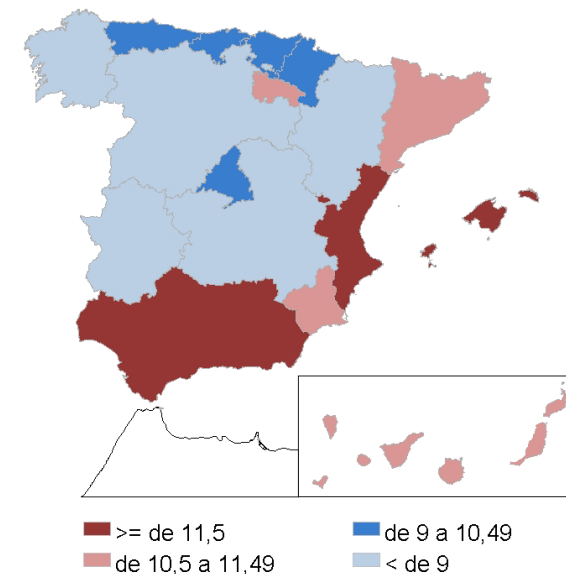 >= de 11,5
de 10,5 a 11,49
de 9 a 10,49
< de 9